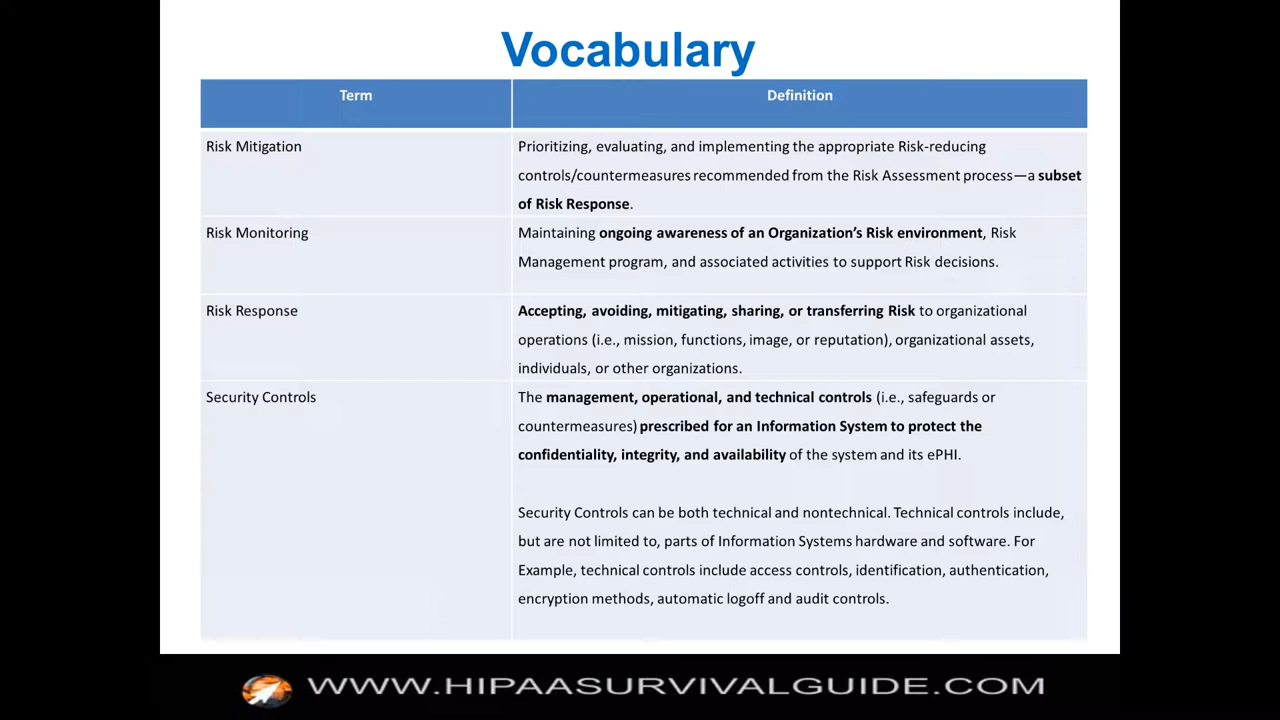 Vocabulary
Term
Definition
Risk Mitigation
Prioritizing, evaluating, and implementing the appropriate Risk-reducing
controls/countermeasures recommended from the Risk Assessment process—a subset
of Risk Response.
Risk Monitoring
Maintaining ongoing awareness of an Organization’s Risk environment, Risk
Management program, and associated activities to support Risk decisions.
Risk Response
Accepting, avoiding, mitigating, sharing, or transferring Risk to organizational
operations (i.e., mission, functions, image, or reputation), organizational assets,
individuals, or other organizations.
Security Controls
The management, operational, and technical controls (i.e., safeguards or
countermeasures) prescribed for an Information System to protect the
confidentiality, integrity, and availability of the system and its ePHI.
Security Controls can be both technical and nontechnical. Technical controls include,
but are not limited to, parts of Information Systems hardware and software. For
Example, technical controls include access controls, identification, authentication,
encryption methods, automatic logoff and audit controls.
WWW.HIPAASURVIVALGUIDE.COM